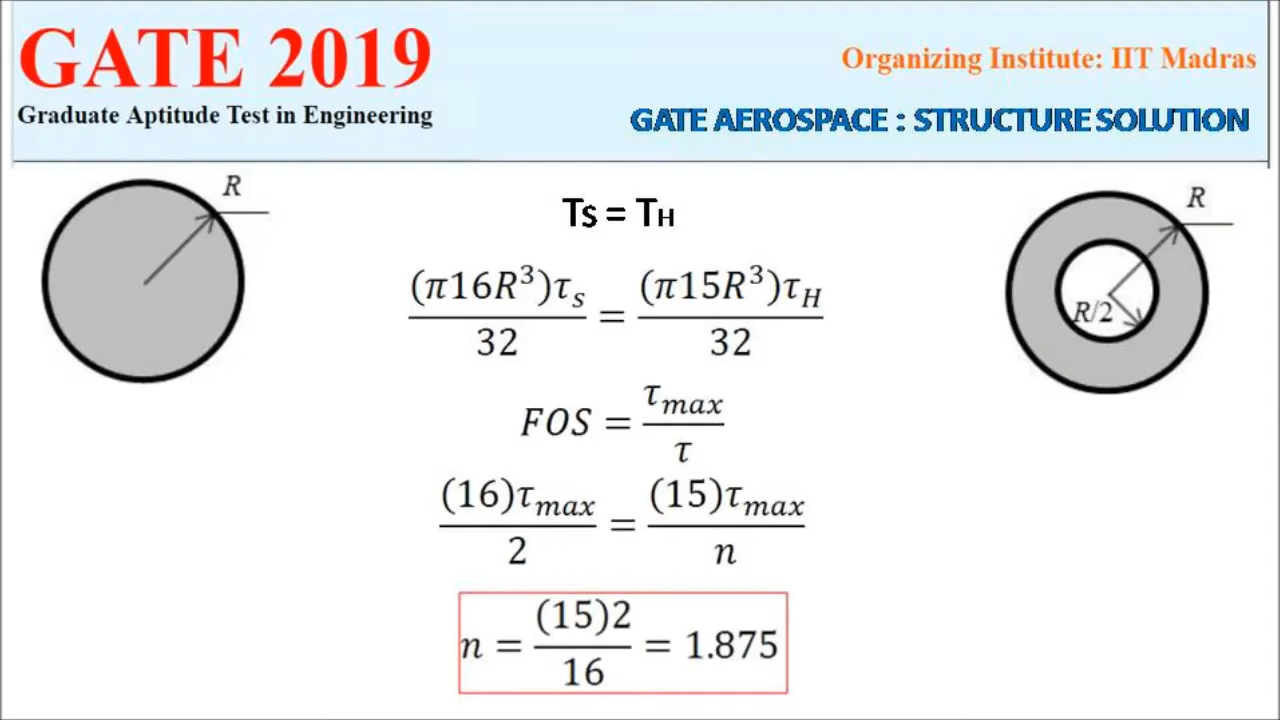 GATE 2019
Graduate Aptitude Test in Engineering
Organizing Institute: IIT Madras
GATE AEROSPACE : STRUCTURE SOLUTION
R
R
R/2
Ts = TH
(π16R³)τₛ / 32 = (π15R³)τ_H / 32
FOS = τₘₐₓ / τ
(16)τₘₐₓ / 2 = (15)τₘₐₓ / n
n = (15)2 / 16 = 1.875